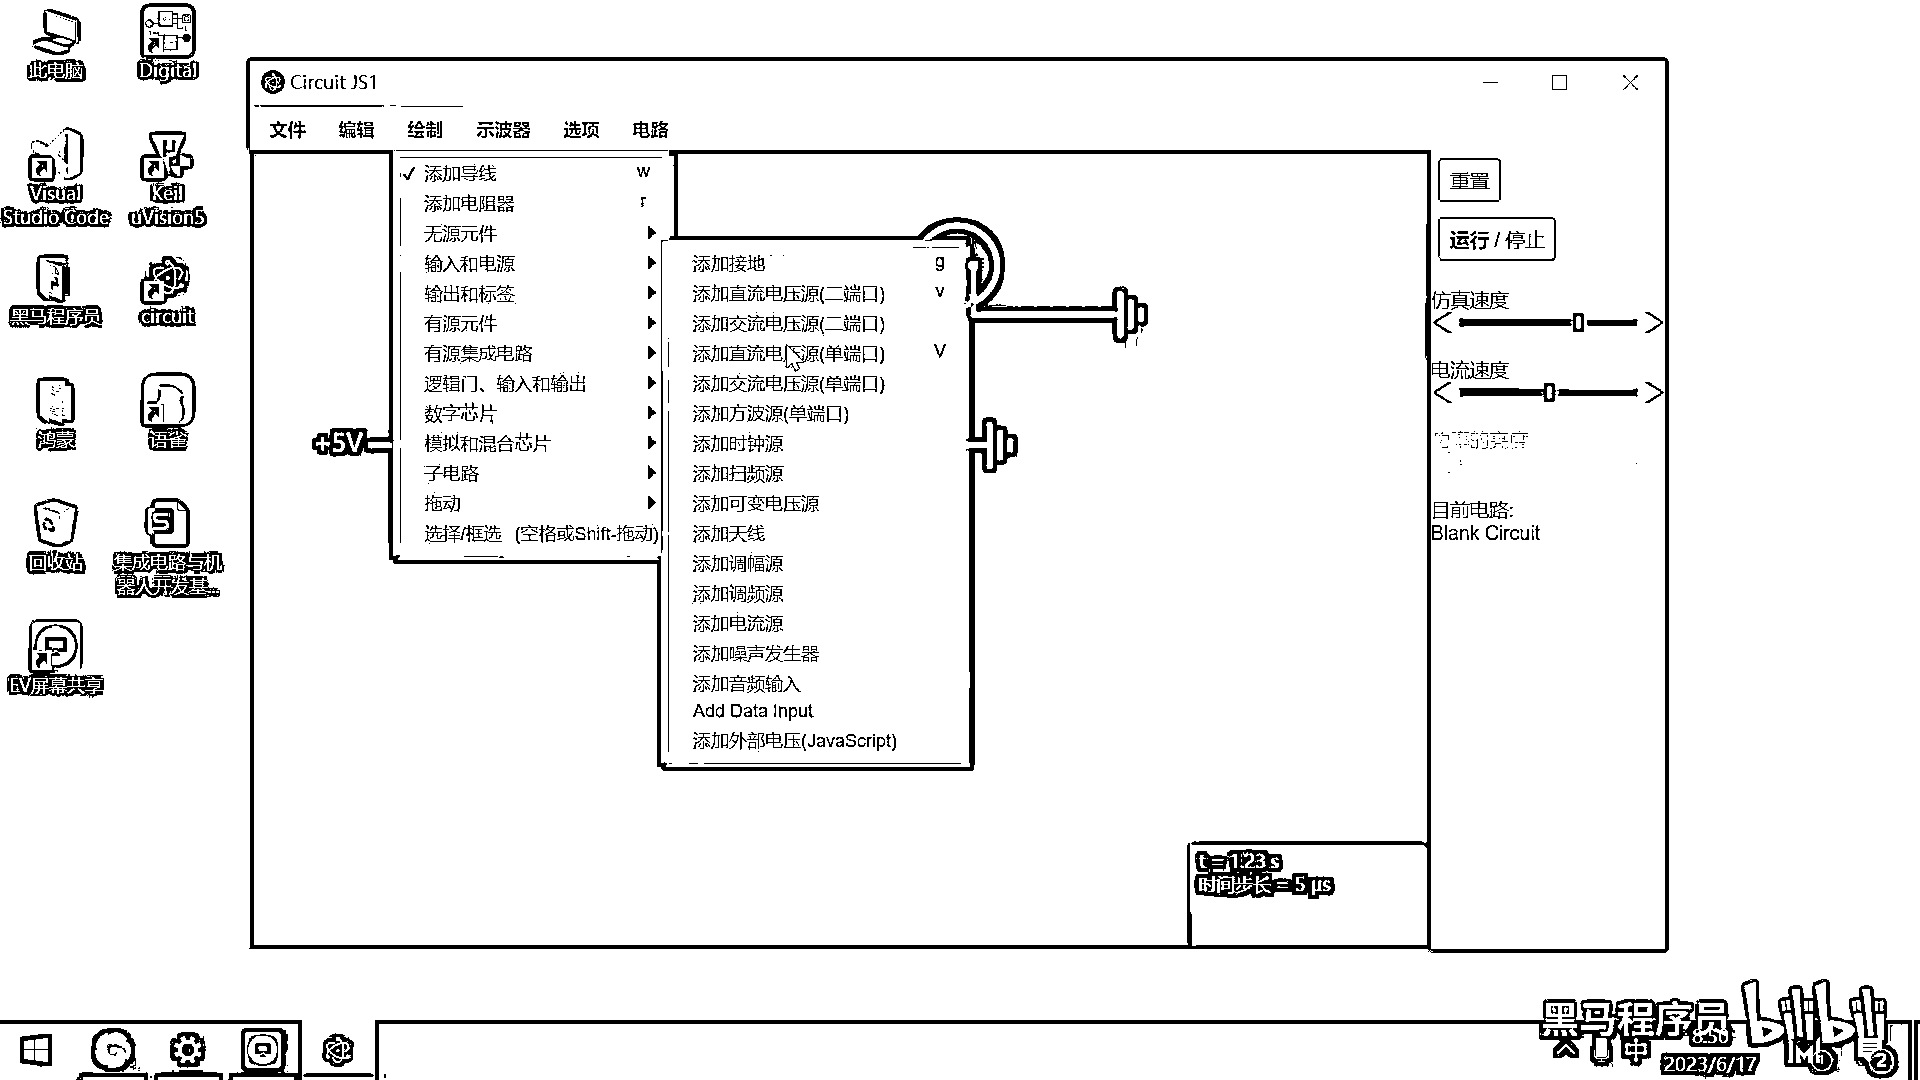 此电脑
Digital
Visual
Studio Code
Keil
uVision5
黑马程序员
circuit
鸿蒙
语雀
回收站
集成电路与机
器人开发基...
EV屏幕共享
Circuit JS1
文件 编辑 绘制 示波器 选项 电路
✓ 添加导线 w
添加电阻器 r
无源元件
输入和电源
输出和标签
有源元件
有源集成电路
逻辑门、输入和输出
数字芯片
模拟和混合芯片
子电路
拖动
选择/框选 (空格或Shift-拖动)
添加接地 g
添加直流电压源(二端口) v
添加交流电压源(二端口)
添加直流电压源(单端口) V
添加交流电压源(单端口)
添加方波源(单端口)
添加时钟源
添加扫频源
添加可变电压源
添加天线
添加调幅源
添加调频源
添加电流源
添加噪声发生器
添加音频输入
Add Data Input
添加外部电压(JavaScript)
+5V
重置
运行 / 停止
仿真速度
电流速度
目前电路:
Blank Circuit
t = 123 s
时间步长 = 5 µs
黑马程序员 bilibili
中
8:50
2023/6/17
2